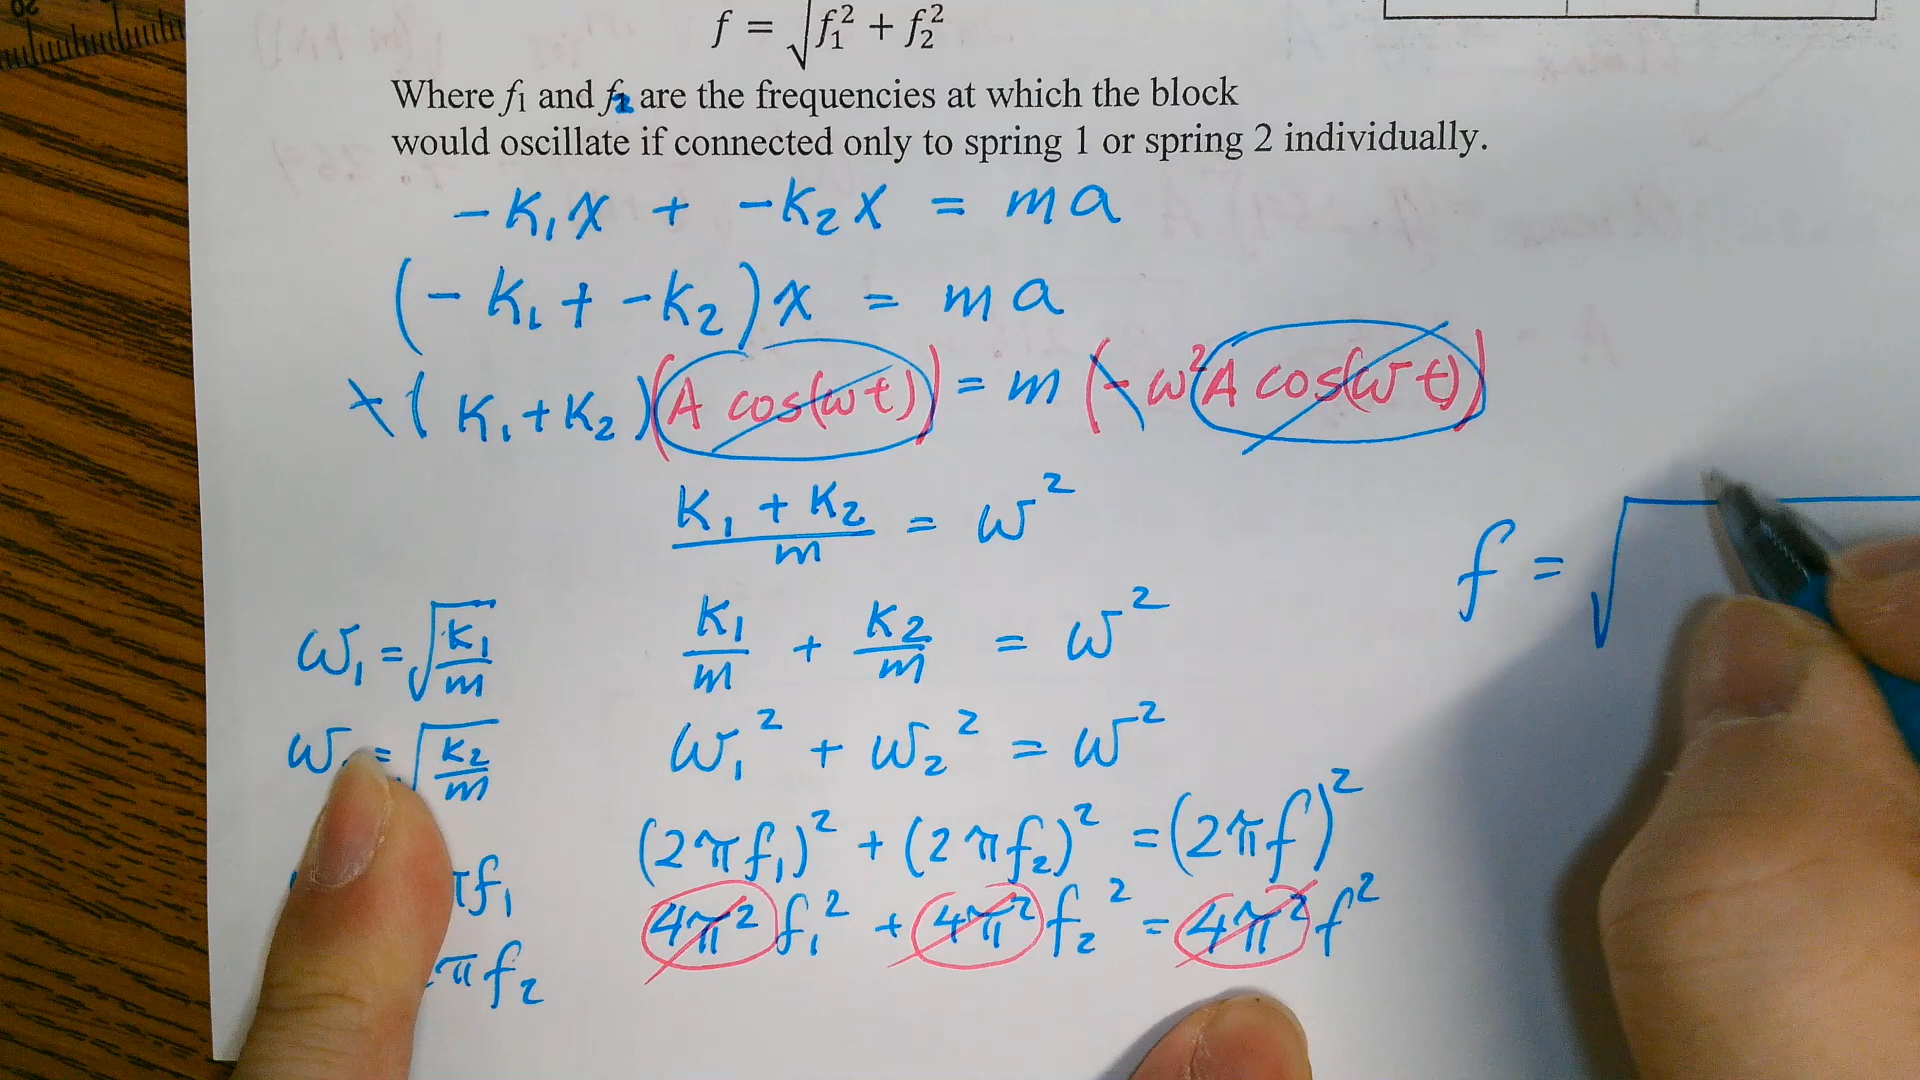 f = √f₁² + f₂²
Where f1 and f2 are the frequencies at which the block
would oscillate if connected only to spring 1 or spring 2 individually.
-K₁x + -K₂x = ma
(-K₁ + -K₂)x = ma
-(K₁+K₂)(A cos(ωt)) = m(-ω²A cos(ωt))
K₁ + K₂ / m = ω²
f = √
ω₁ = √K₁/m
K₁/m + K₂/m = ω²
ω = √K₂/m
ω₁² + ω₂² = ω²
(2πf₁)² + (2πf₂)² = (2πf)²
πf₁
4π²f₁² + 4π²f₂² = 4π²f²
πf₂